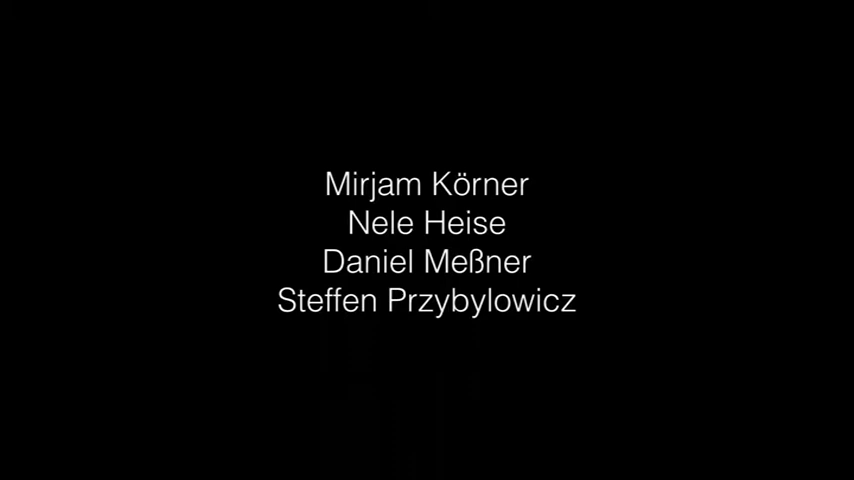 Mirjam Körner
Nele Heise
Daniel Meßner
Steffen Przybylowicz